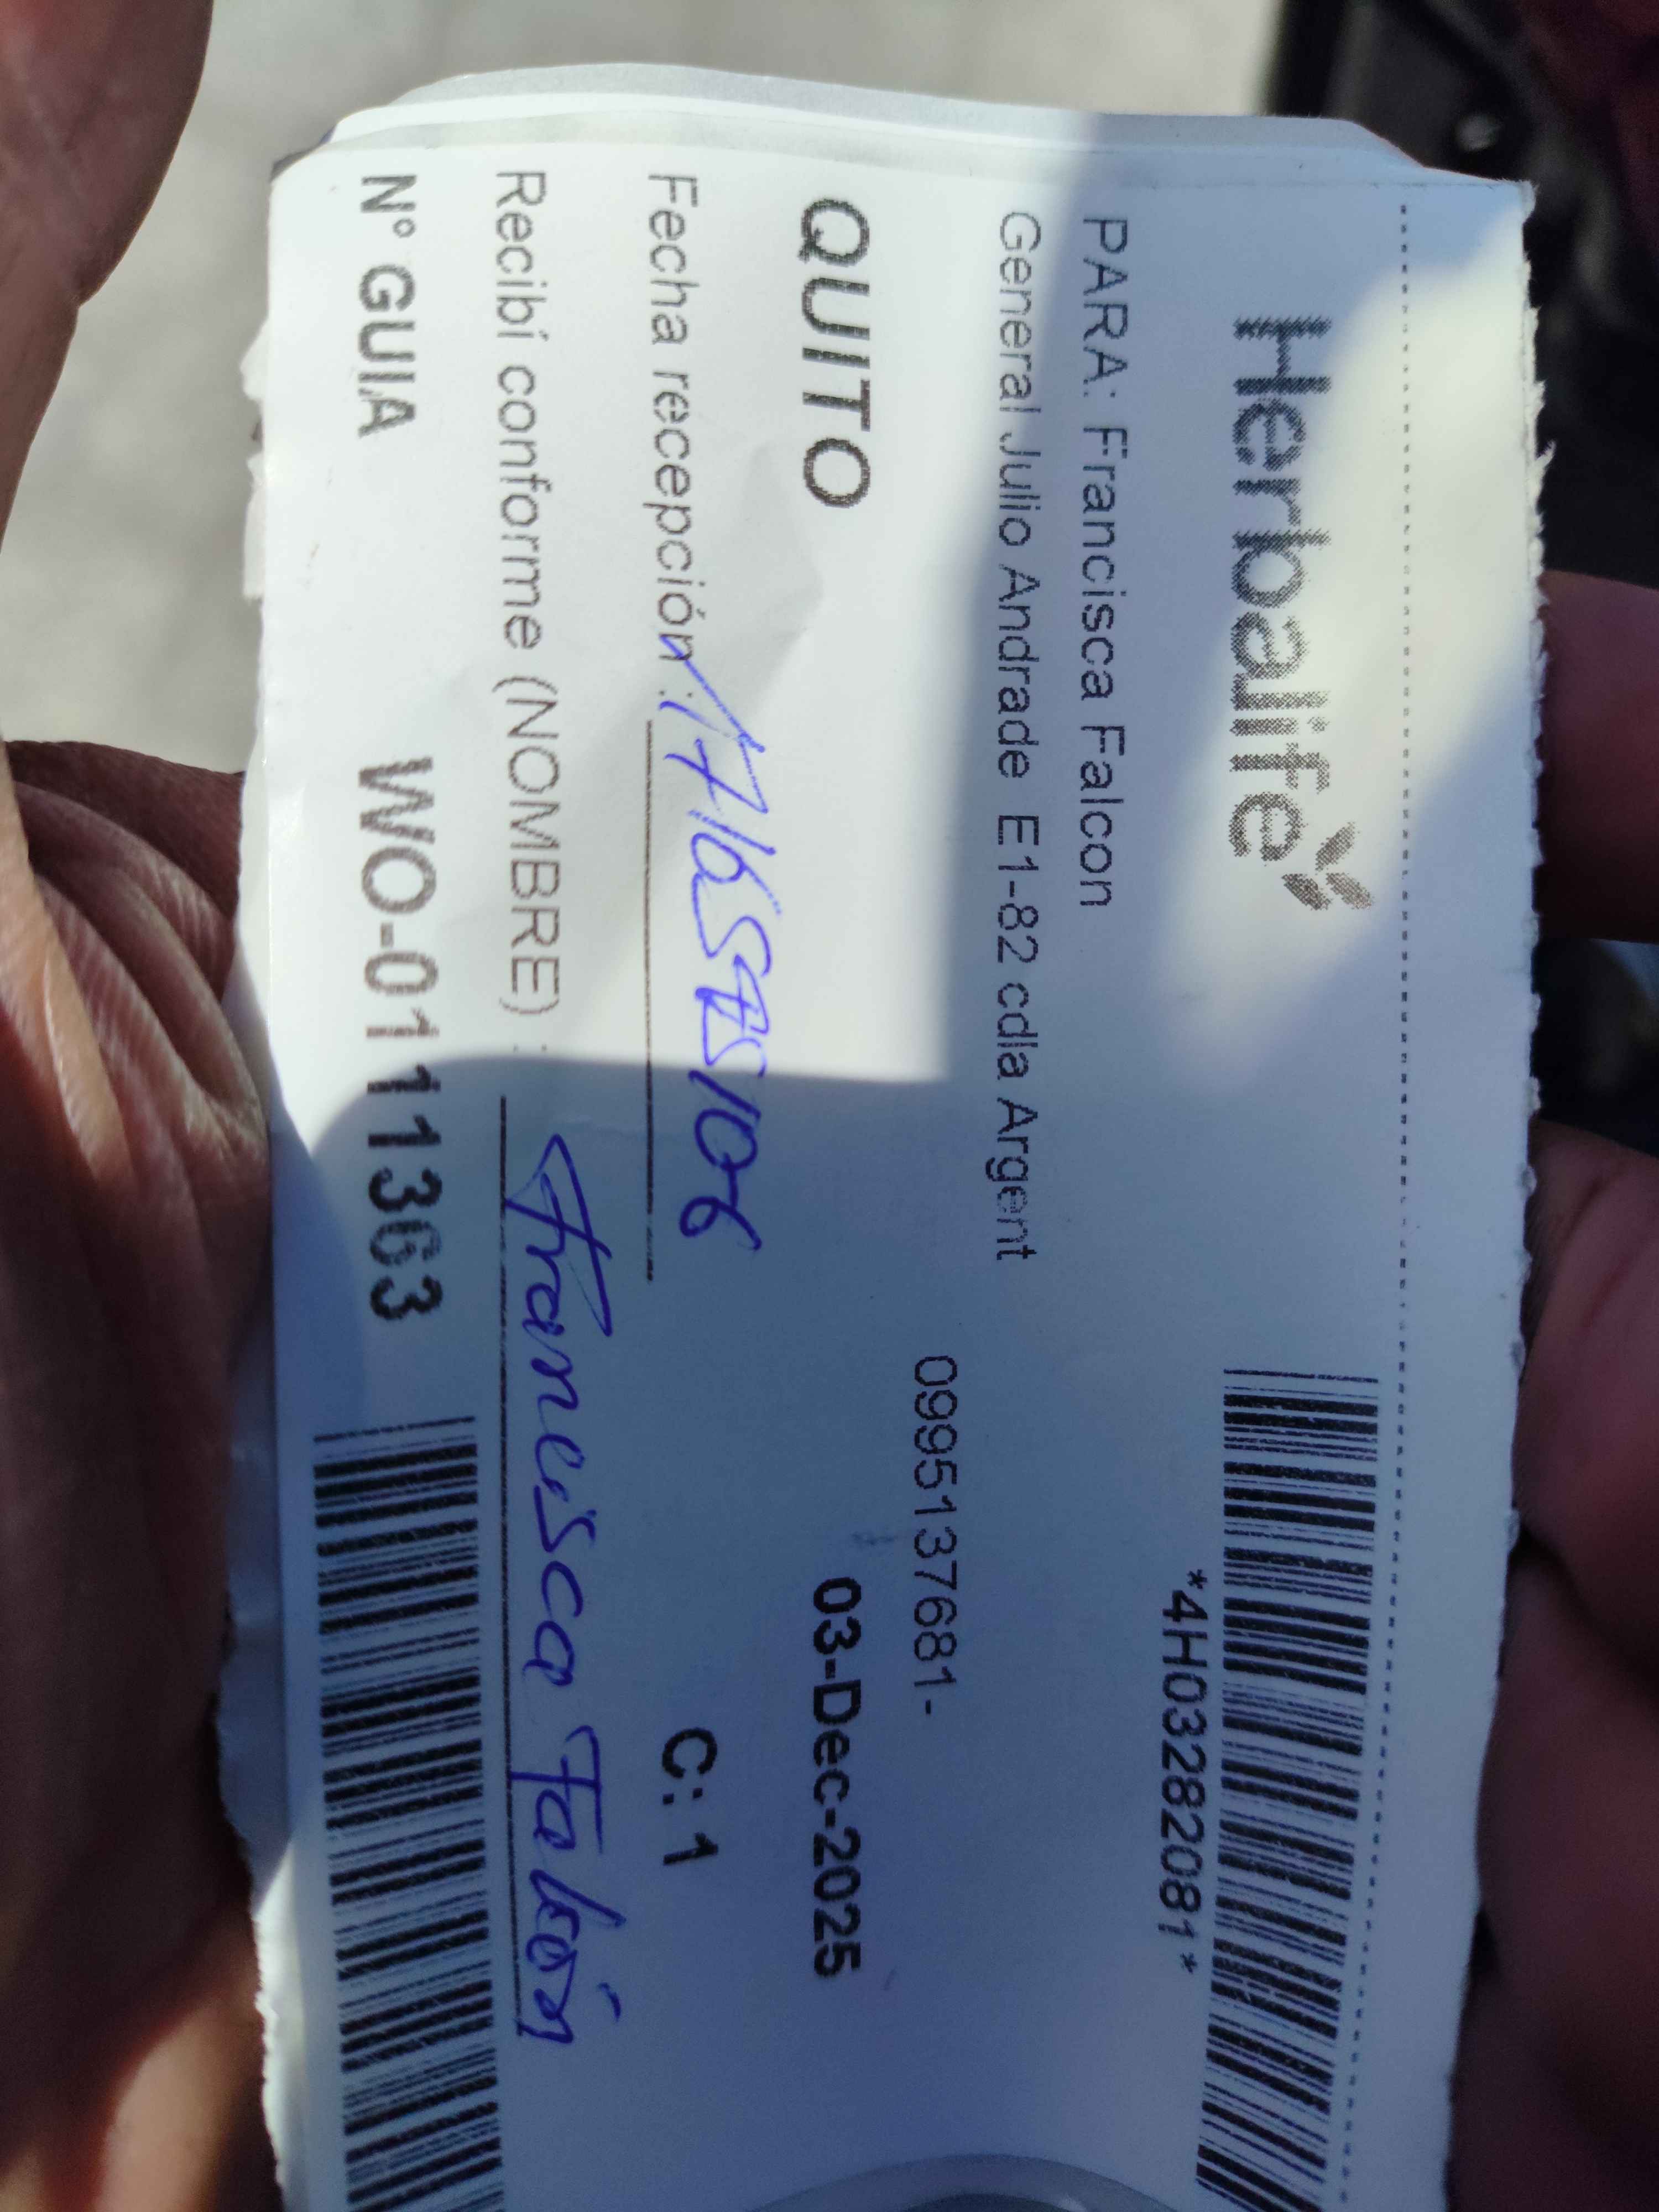 Herbalife
*4H03282081*
PARA: Francisca Falcon
General Julio Andrade E1-82 cdla Argent
0995137681-
QUITO 03-Dec-2025
Fecha recepción :
C: 1
Recibí conforme (NOMBRE) : Francisca Falcón
N° GUIA WO-0111363